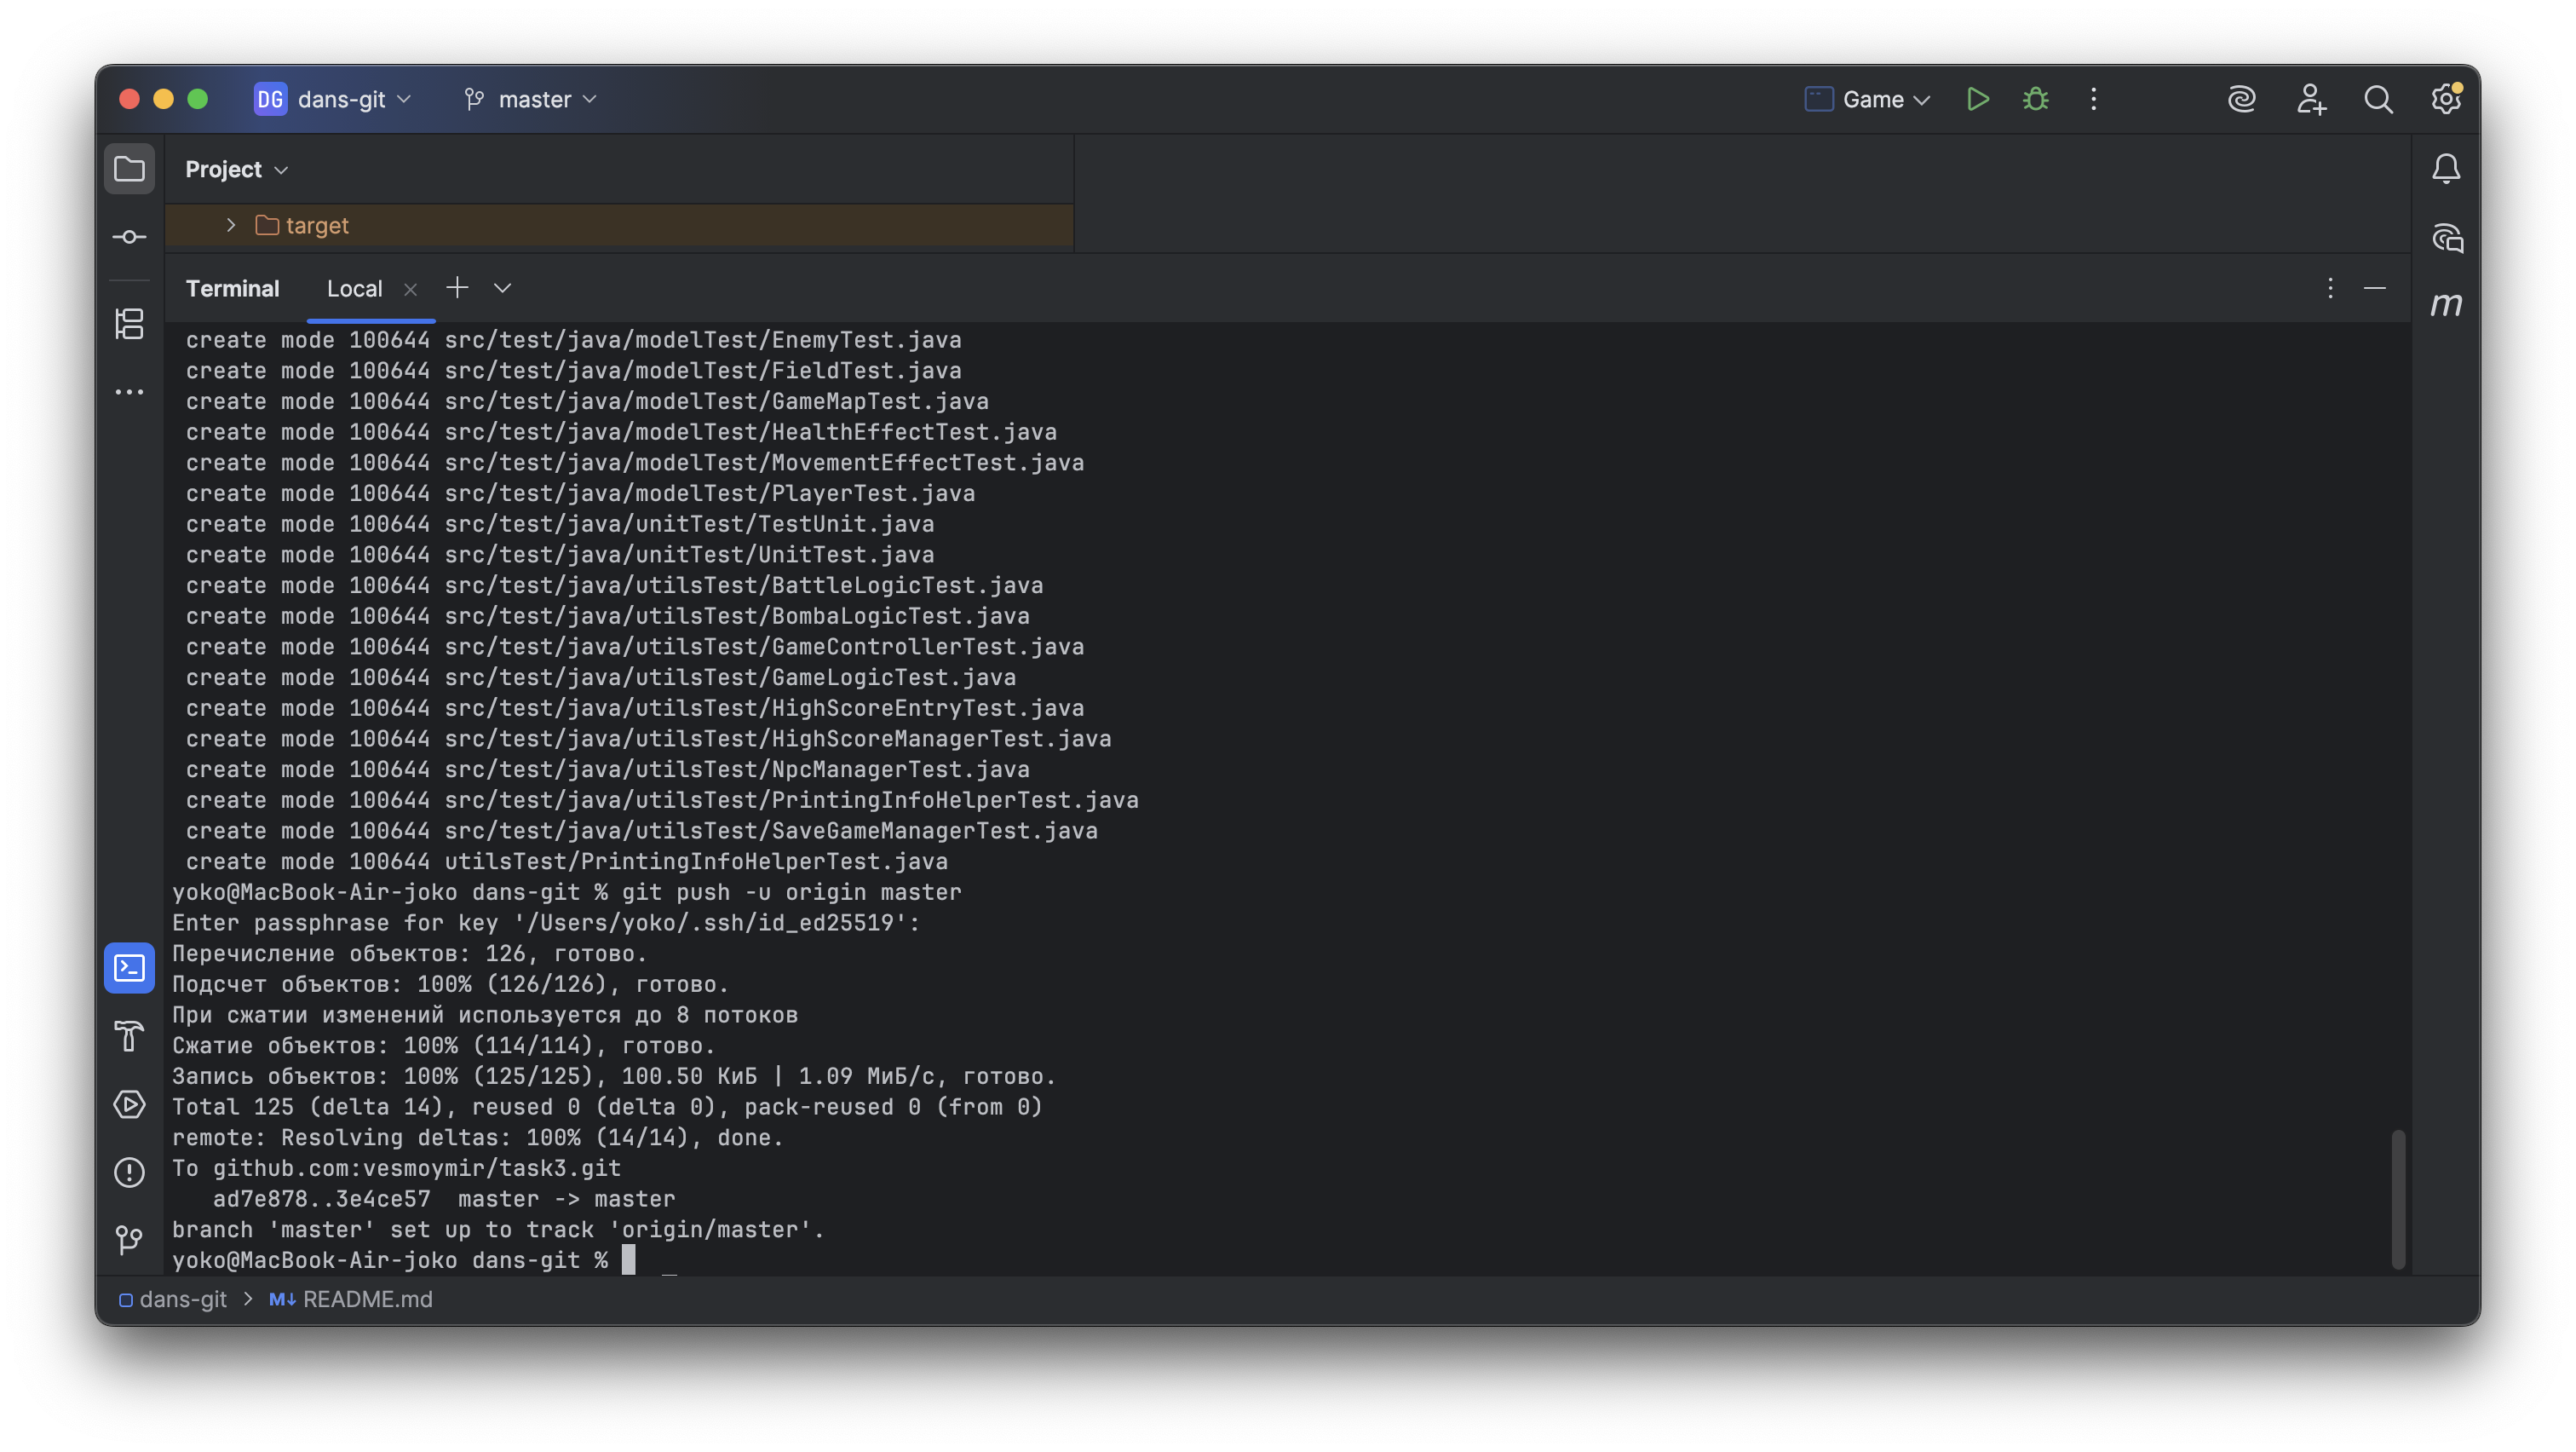 DG dans-git master Game
Project
target
Terminal Local
create mode 100644 src/test/java/modelTest/EnemyTest.java
create mode 100644 src/test/java/modelTest/FieldTest.java
create mode 100644 src/test/java/modelTest/GameMapTest.java
create mode 100644 src/test/java/modelTest/HealthEffectTest.java
create mode 100644 src/test/java/modelTest/MovementEffectTest.java
create mode 100644 src/test/java/modelTest/PlayerTest.java
create mode 100644 src/test/java/unitTest/TestUnit.java
create mode 100644 src/test/java/unitTest/UnitTest.java
create mode 100644 src/test/java/utilsTest/BattleLogicTest.java
create mode 100644 src/test/java/utilsTest/BombaLogicTest.java
create mode 100644 src/test/java/utilsTest/GameControllerTest.java
create mode 100644 src/test/java/utilsTest/GameLogicTest.java
create mode 100644 src/test/java/utilsTest/HighScoreEntryTest.java
create mode 100644 src/test/java/utilsTest/HighScoreManagerTest.java
create mode 100644 src/test/java/utilsTest/NpcManagerTest.java
create mode 100644 src/test/java/utilsTest/PrintingInfoHelperTest.java
create mode 100644 src/test/java/utilsTest/SaveGameManagerTest.java
create mode 100644 utilsTest/PrintingInfoHelperTest.java
yoko@MacBook-Air-joko dans-git % git push -u origin master
Enter passphrase for key '/Users/yoko/.ssh/id_ed25519':
Перечисление объектов: 126, готово.
Подсчет объектов: 100% (126/126), готово.
При сжатии изменений используется до 8 потоков
Сжатие объектов: 100% (114/114), готово.
Запись объектов: 100% (125/125), 100.50 КиБ | 1.09 МиБ/с, готово.
Total 125 (delta 14), reused 0 (delta 0), pack-reused 0 (from 0)
remote: Resolving deltas: 100% (14/14), done.
To github.com:vesmoymir/task3.git
ad7e878..3e4ce57  master -> master
branch 'master' set up to track 'origin/master'.
yoko@MacBook-Air-joko dans-git %
dans-git > M↓ README.md
m